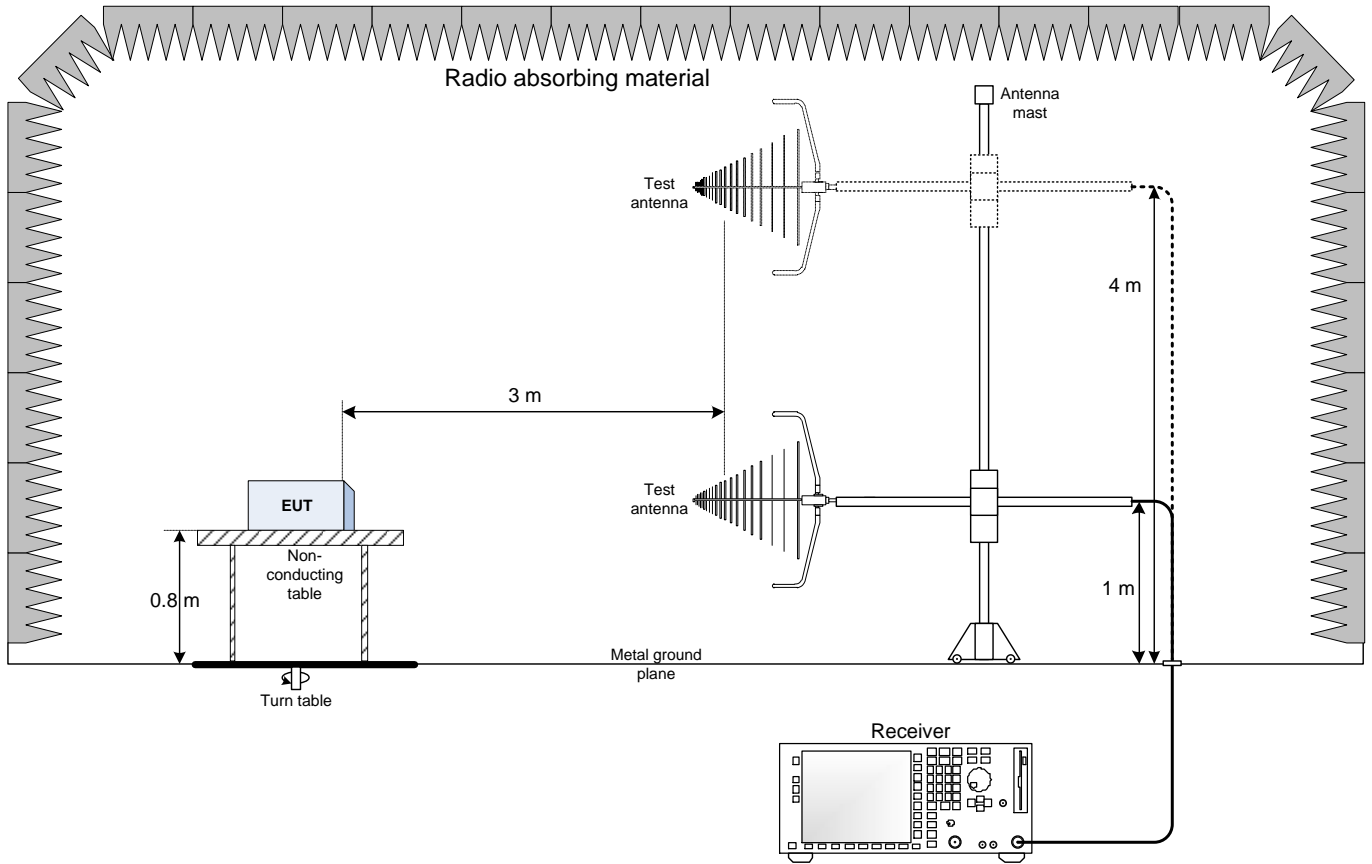 Radio absorbing material
Antenna
mast
Test
antenna
4 m
3 m
EUT
Test
antenna
Non-
conducting
table
0.8 m
1 m
Metal ground
plane
Turn table
Receiver